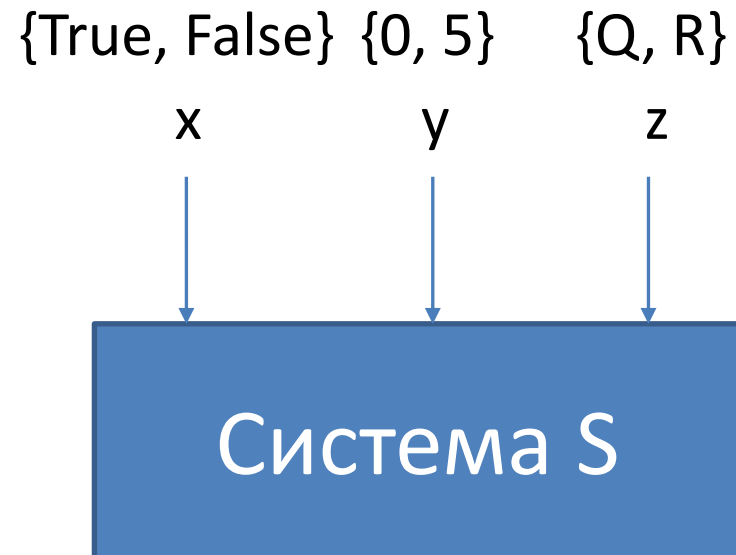 {True, False} {0, 5} {Q, R}
x y z
Система S